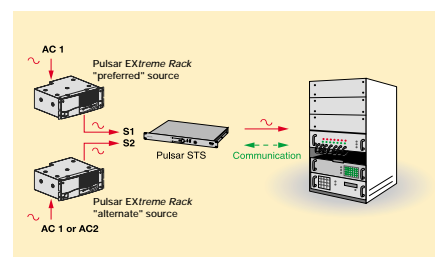 AC 1
Pulsar EXtreme Rack
"preferred" source
S1
S2
Pulsar STS
Communication
Pulsar EXtreme Rack
"alternate" source
AC 1 or AC2